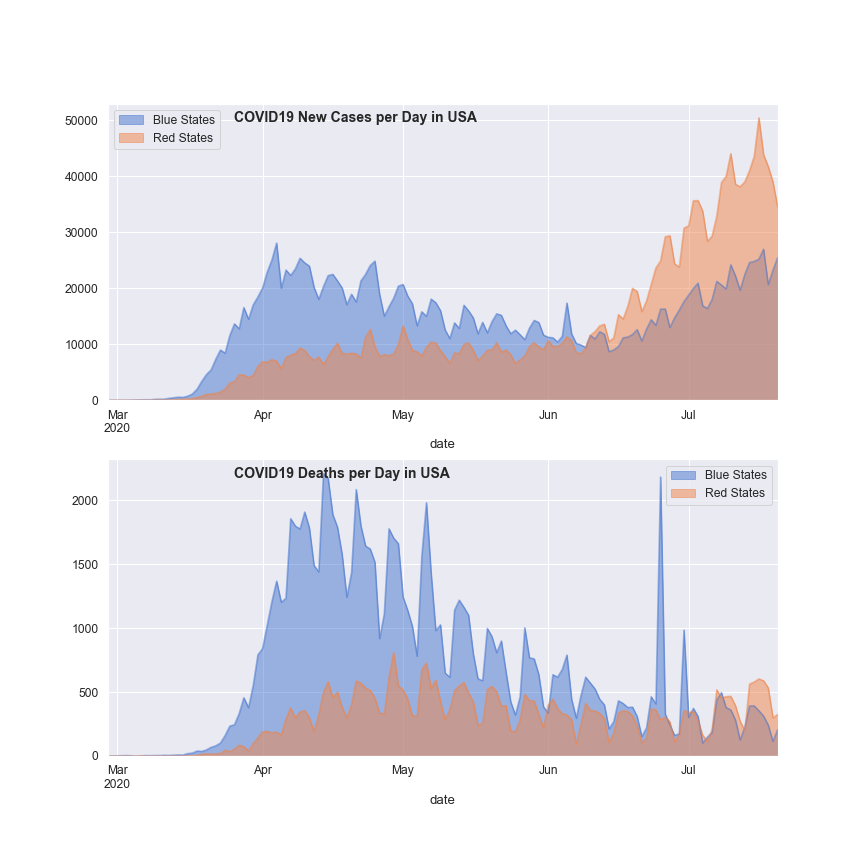 COVID19 New Cases per Day in USA
Blue States
Red States
50000
40000
30000
20000
10000
0
Mar
2020
Apr
May
Jun
Jul
date
COVID19 Deaths per Day in USA
Blue States
Red States
2000
1500
1000
500
0
Mar
2020
Apr
May
Jun
Jul
date